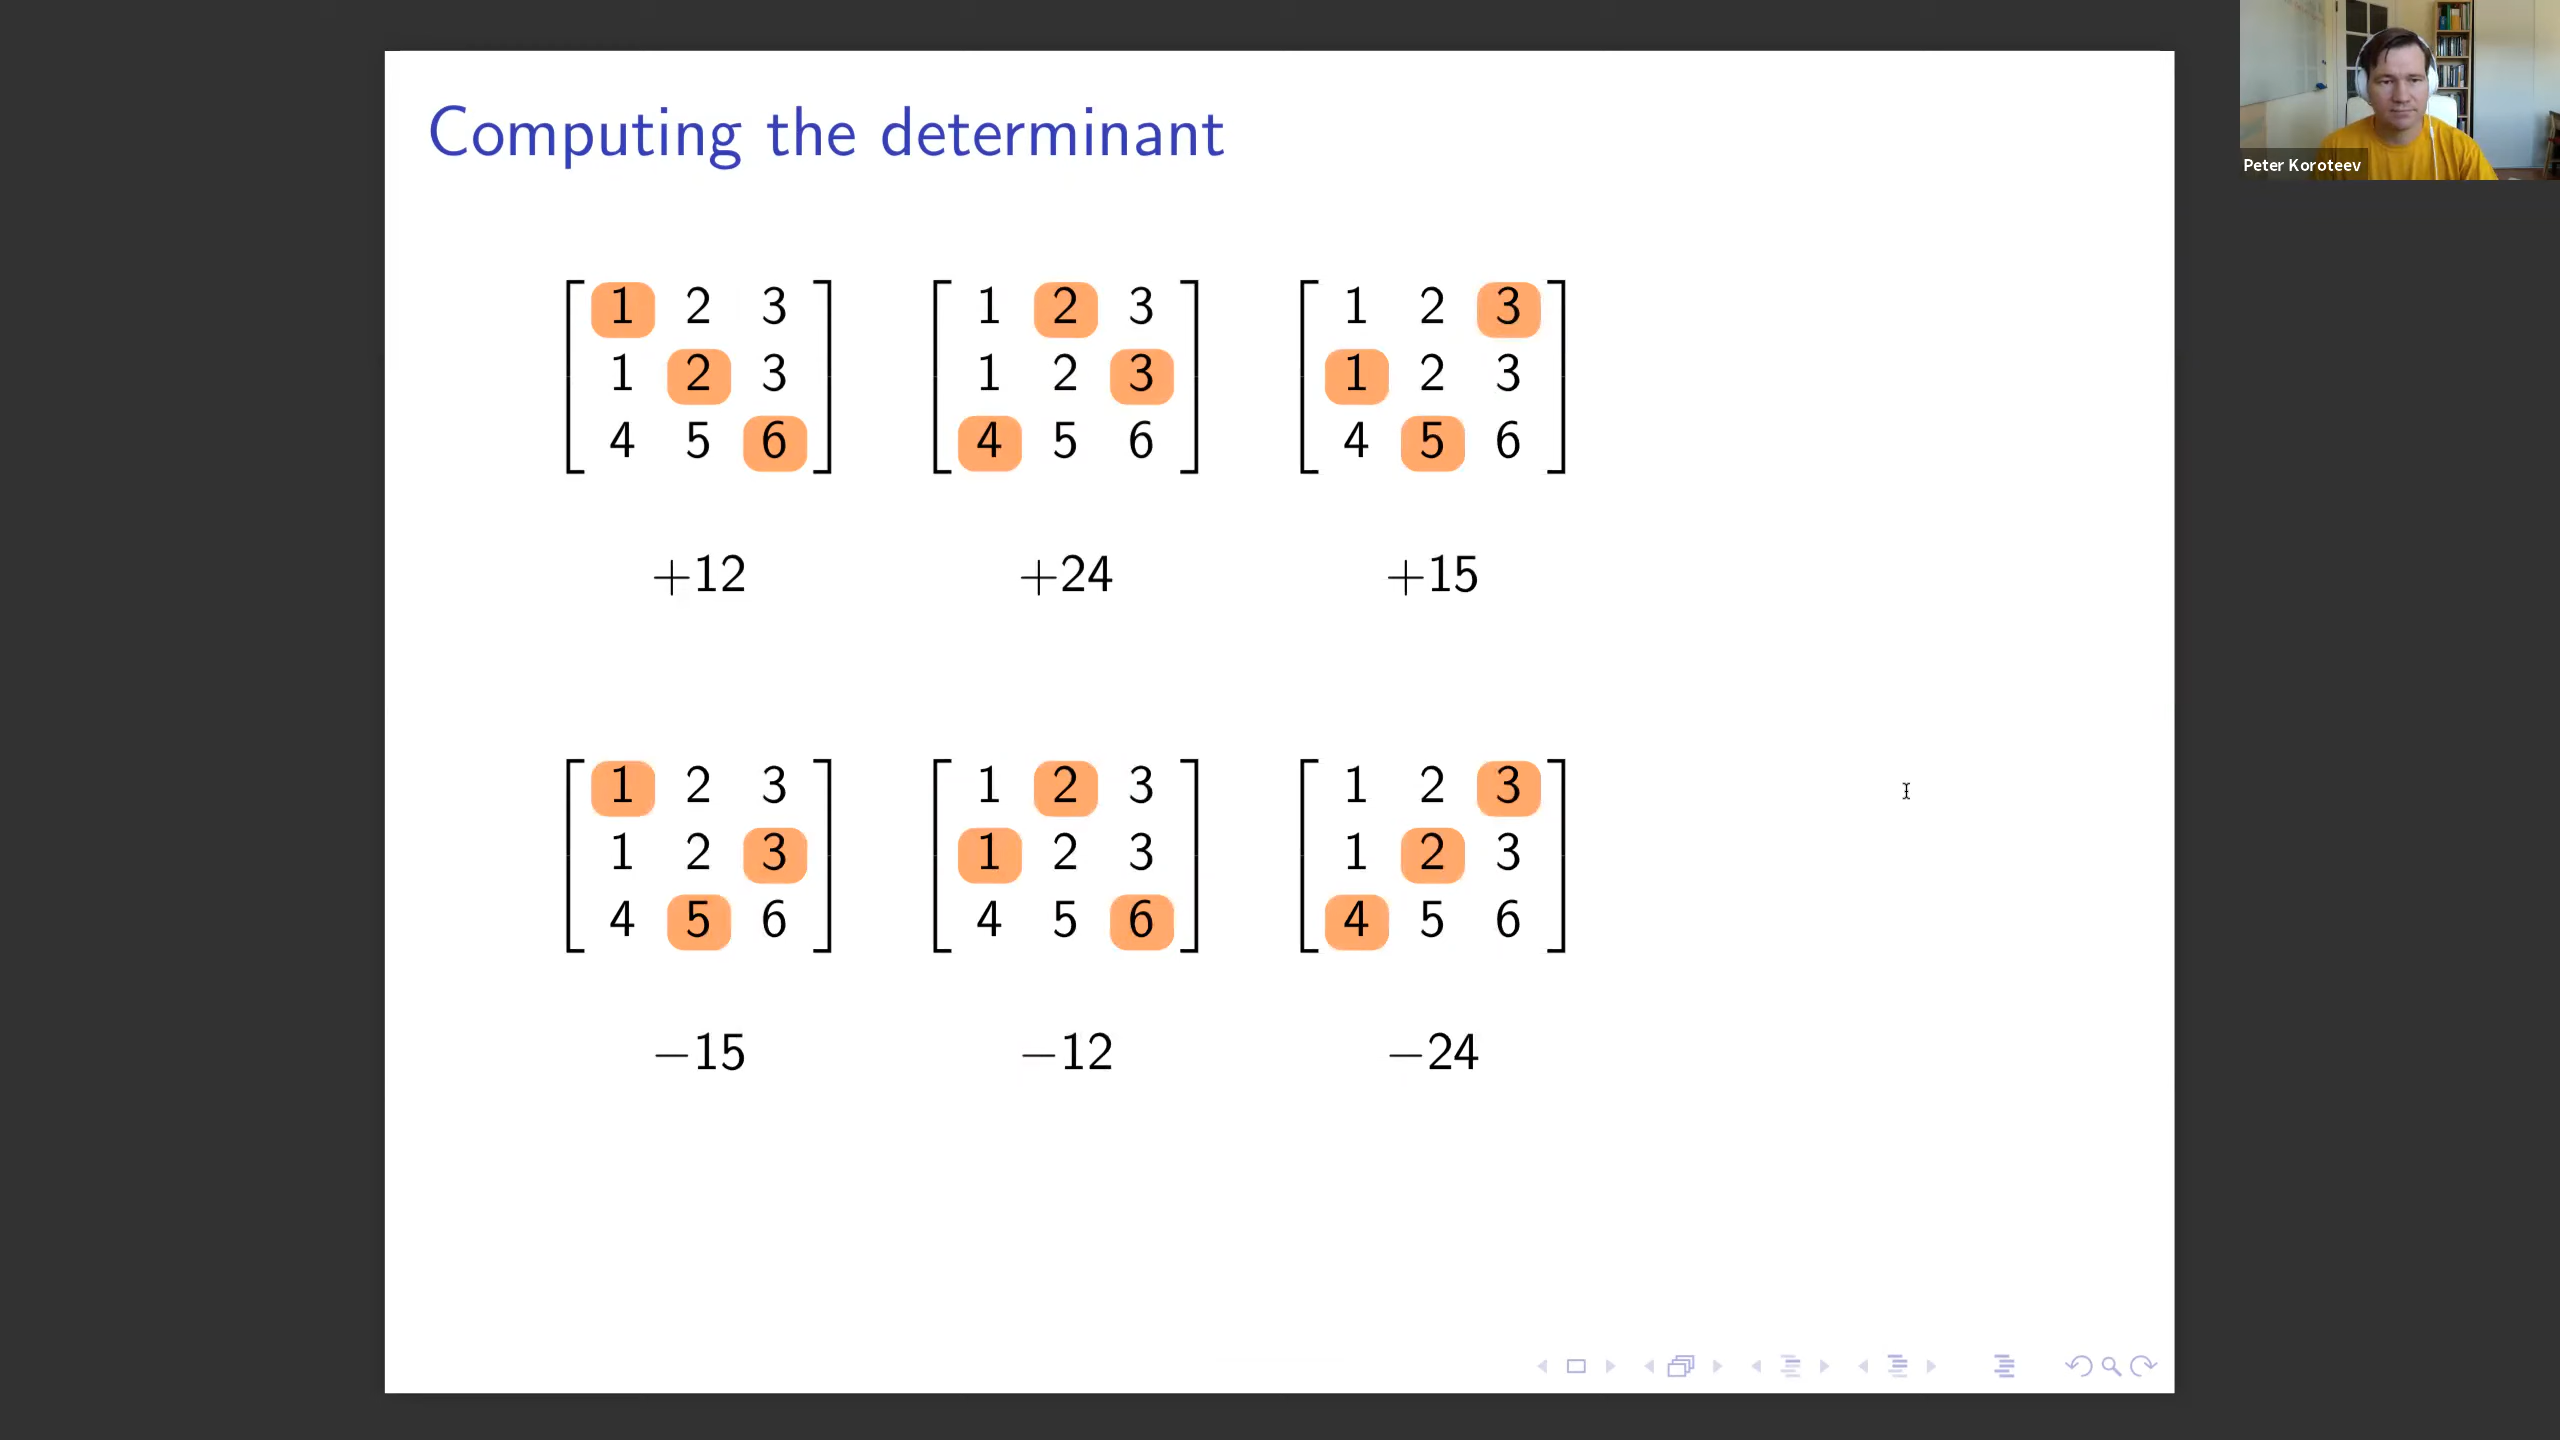 Peter Koroteev
Computing the determinant
1 2 3 1 2 3 1 2 3
1 2 3 1 2 3 1 2 3
4 5 6 4 5 6 4 5 6
+12 +24 +15
1 2 3 1 2 3 1 2 3
1 2 3 1 2 3 1 2 3
4 5 6 4 5 6 4 5 6
−15 −12 −24